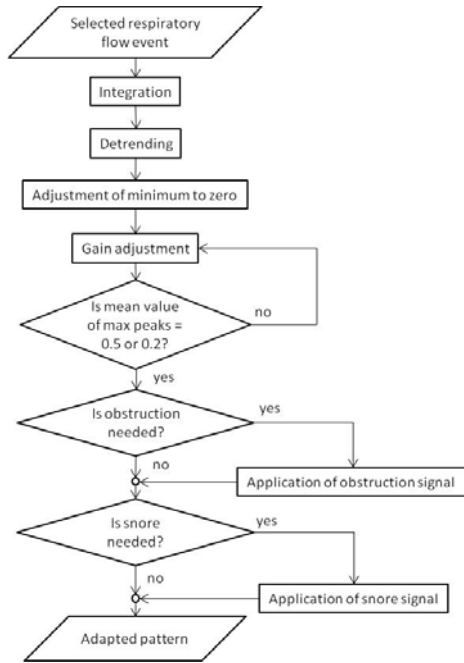 Selected respiratory
flow event
Integration
Detrending
Adjustment of minimum to zero
Gain adjustment
Is mean value
of max peaks =
0.5 or 0.2?
no
yes
Is obstruction
needed?
yes
no
Application of obstruction signal
Is snore
needed?
yes
no
Application of snore signal
Adapted pattern